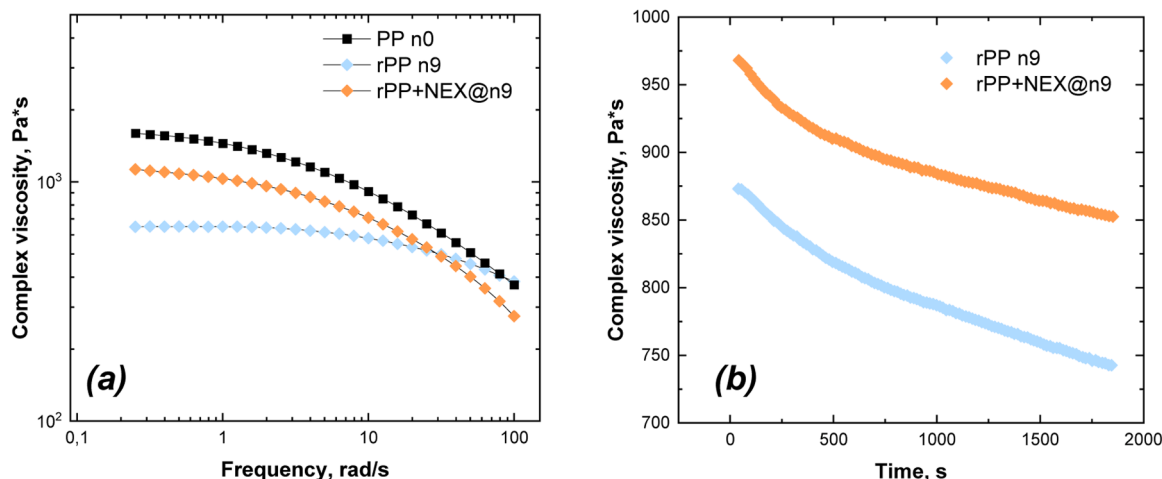 PP n0
rPP n9
rPP+NEX@n9
10³
10²
Complex viscosity, Pa*s
(a)
0,1
1
10
100
Frequency, rad/s
1000
950
900
850
800
750
700
Complex viscosity, Pa*s
rPP n9
rPP+NEX@n9
(b)
0
500
1000
1500
2000
Time, s